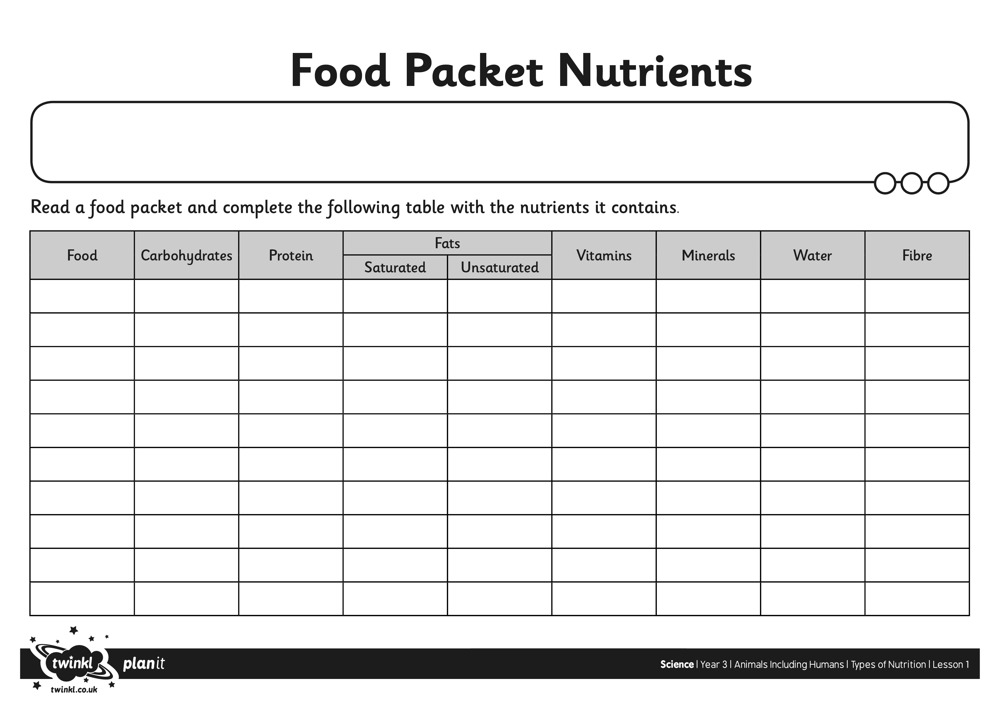 Food Packet Nutrients
Read a food packet and complete the following table with the nutrients it contains.
Food Carbohydrates Protein Fats Vitamins Minerals Water Fibre
Saturated Unsaturated
twinkl planit
Science | Year 3 | Animals Including Humans | Types of Nutrition | Lesson 1
twinkl.co.uk